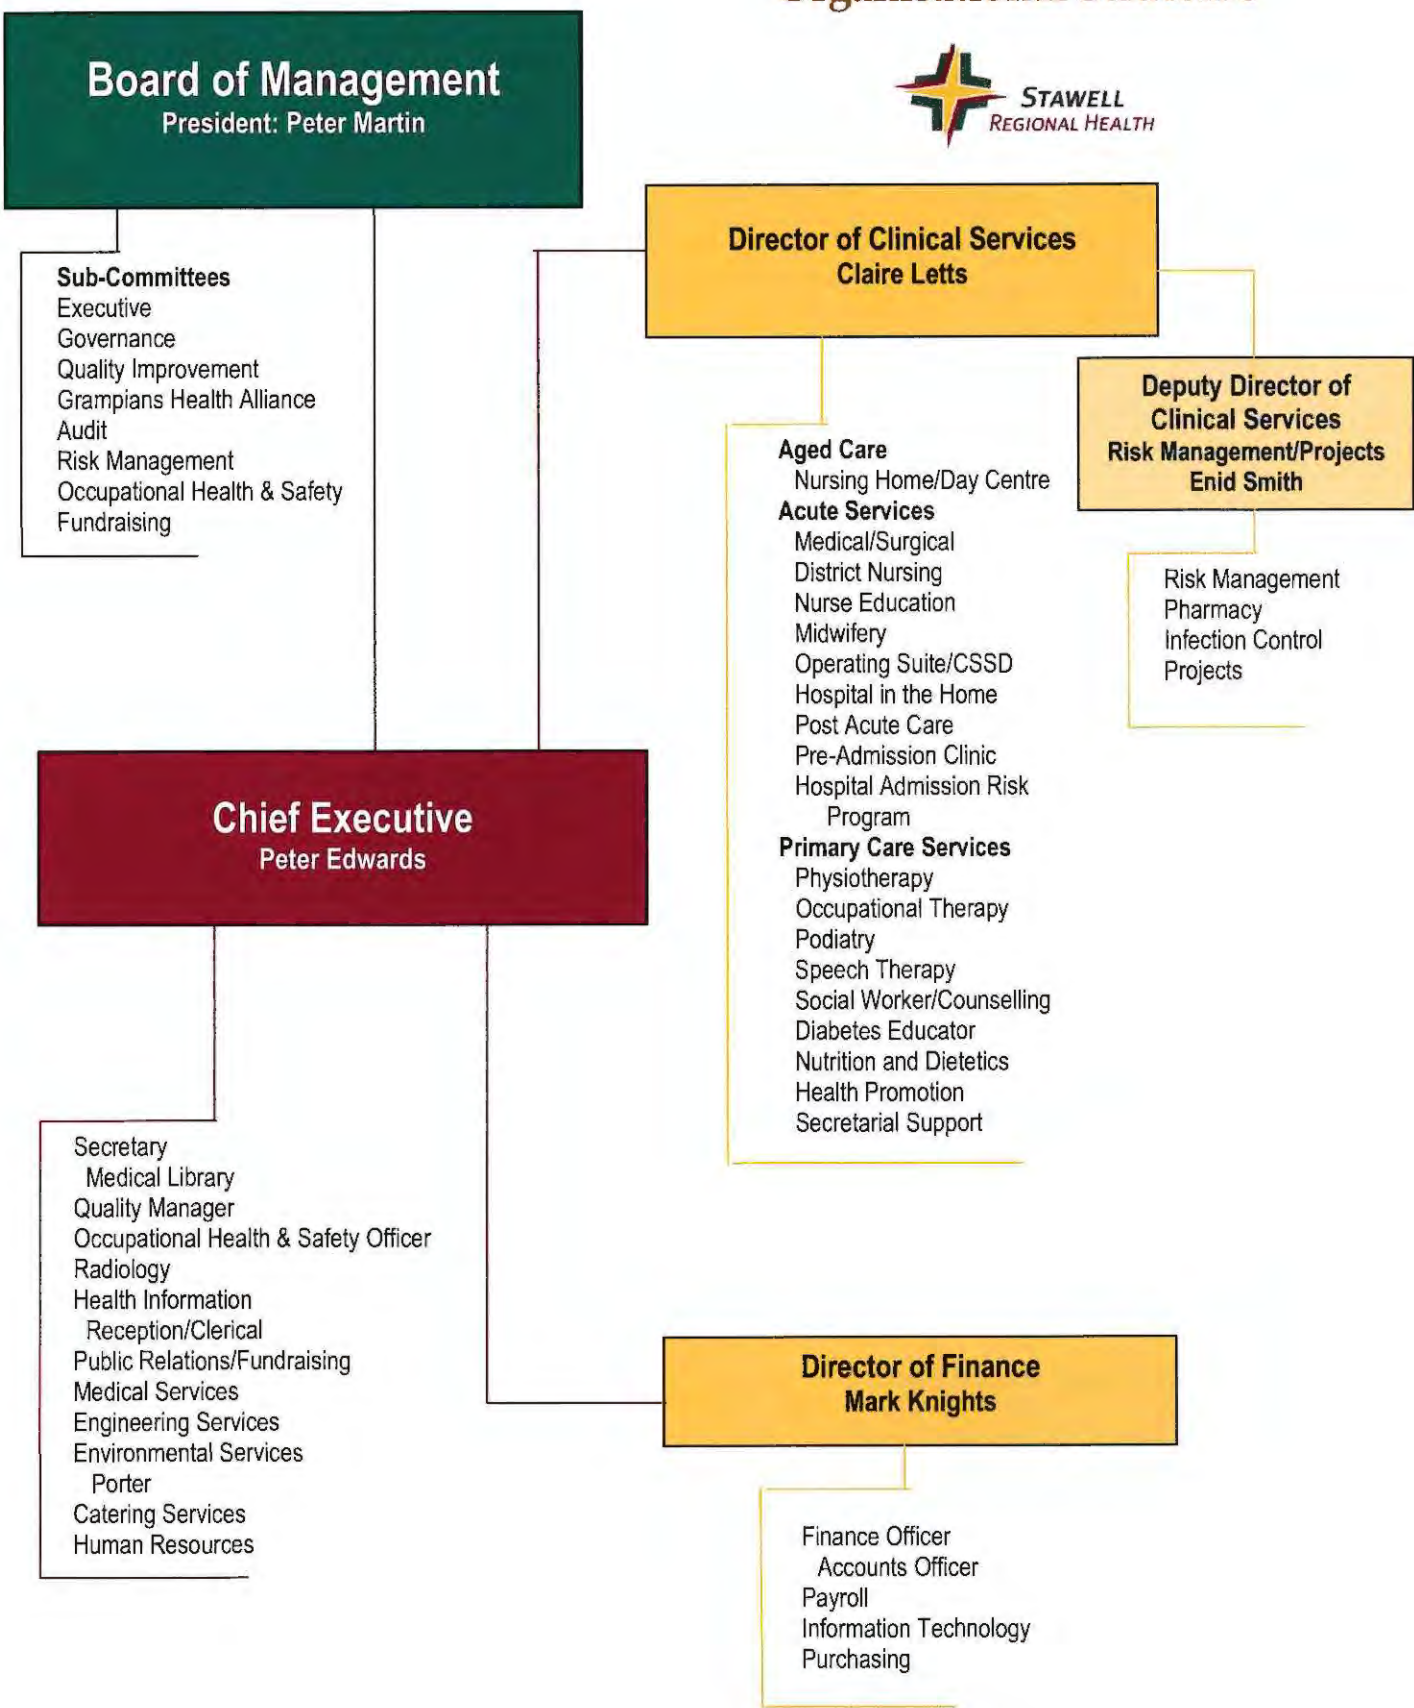 Board of Management
President: Peter Martin
STAWELL
REGIONAL HEALTH
Sub-Committees
Executive
Governance
Quality Improvement
Grampians Health Alliance
Audit
Risk Management
Occupational Health & Safety
Fundraising
Director of Clinical Services
Claire Letts
Deputy Director of
Clinical Services
Risk Management/Projects
Enid Smith
Risk Management
Pharmacy
Infection Control
Projects
Aged Care
Nursing Home/Day Centre
Acute Services
Medical/Surgical
District Nursing
Nurse Education
Midwifery
Operating Suite/CSSD
Hospital in the Home
Post Acute Care
Pre-Admission Clinic
Hospital Admission Risk
Program
Primary Care Services
Physiotherapy
Occupational Therapy
Podiatry
Speech Therapy
Social Worker/Counselling
Diabetes Educator
Nutrition and Dietetics
Health Promotion
Secretarial Support
Chief Executive
Peter Edwards
Secretary
Medical Library
Quality Manager
Occupational Health & Safety Officer
Radiology
Health Information
Reception/Clerical
Public Relations/Fundraising
Medical Services
Engineering Services
Environmental Services
Porter
Catering Services
Human Resources
Director of Finance
Mark Knights
Finance Officer
Accounts Officer
Payroll
Information Technology
Purchasing